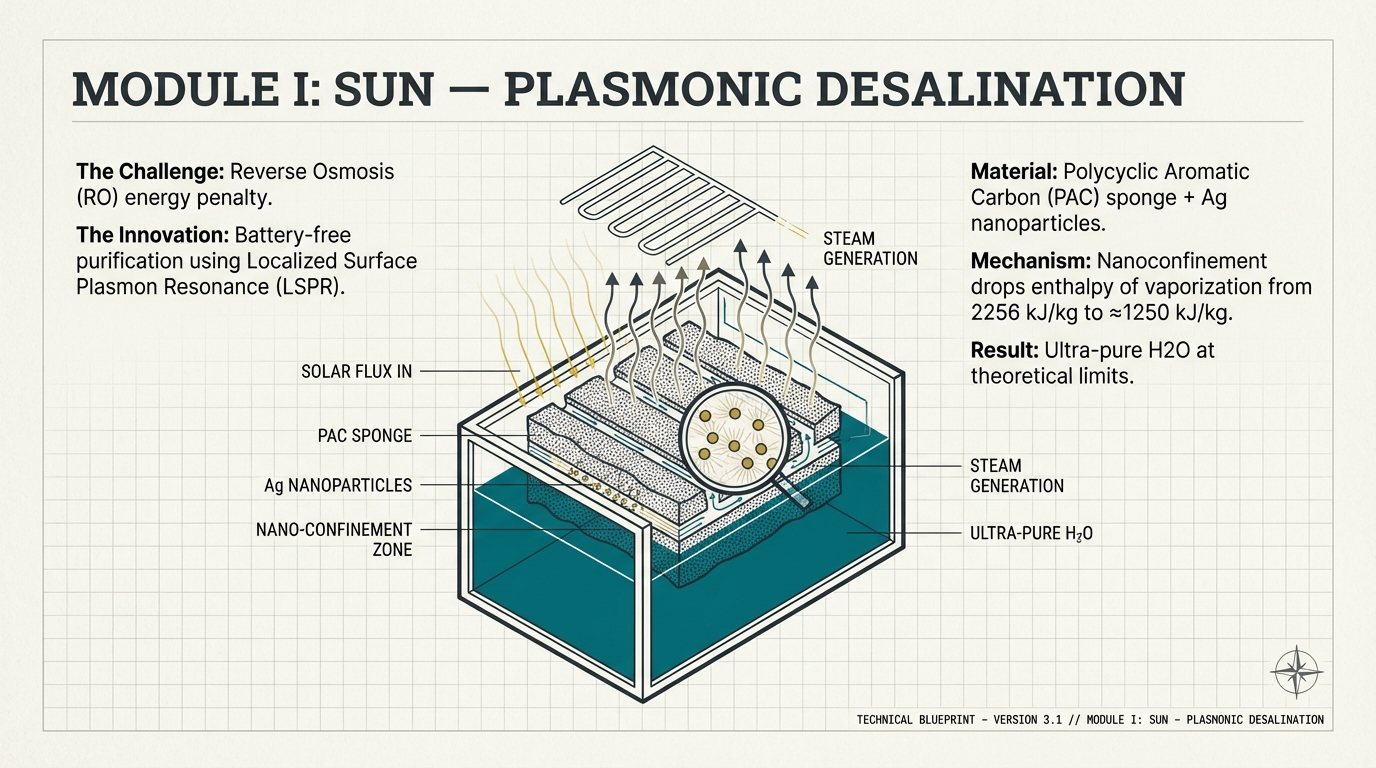 MODULE I: SUN — PLASMONIC DESALINATION
The Challenge: Reverse Osmosis
(RO) energy penalty.
The Innovation: Battery-free
purification using Localized Surface
Plasmon Resonance (LSPR).
STEAM
GENERATION
SOLAR FLUX IN
PAC SPONGE
Ag NANOPARTICLES
NANO-CONFINEMENT
ZONE
STEAM
GENERATION
ULTRA-PURE H₂O
Material: Polycyclic Aromatic
Carbon (PAC) sponge + Ag
nanoparticles.
Mechanism: Nanoconfinement
drops enthalpy of vaporization from
2256 kJ/kg to ≈1250 kJ/kg.
Result: Ultra-pure H2O at
theoretical limits.
TECHNICAL BLUEPRINT – VERSION 3.1 // MODULE I: SUN – PLASNONIC DESALINATION